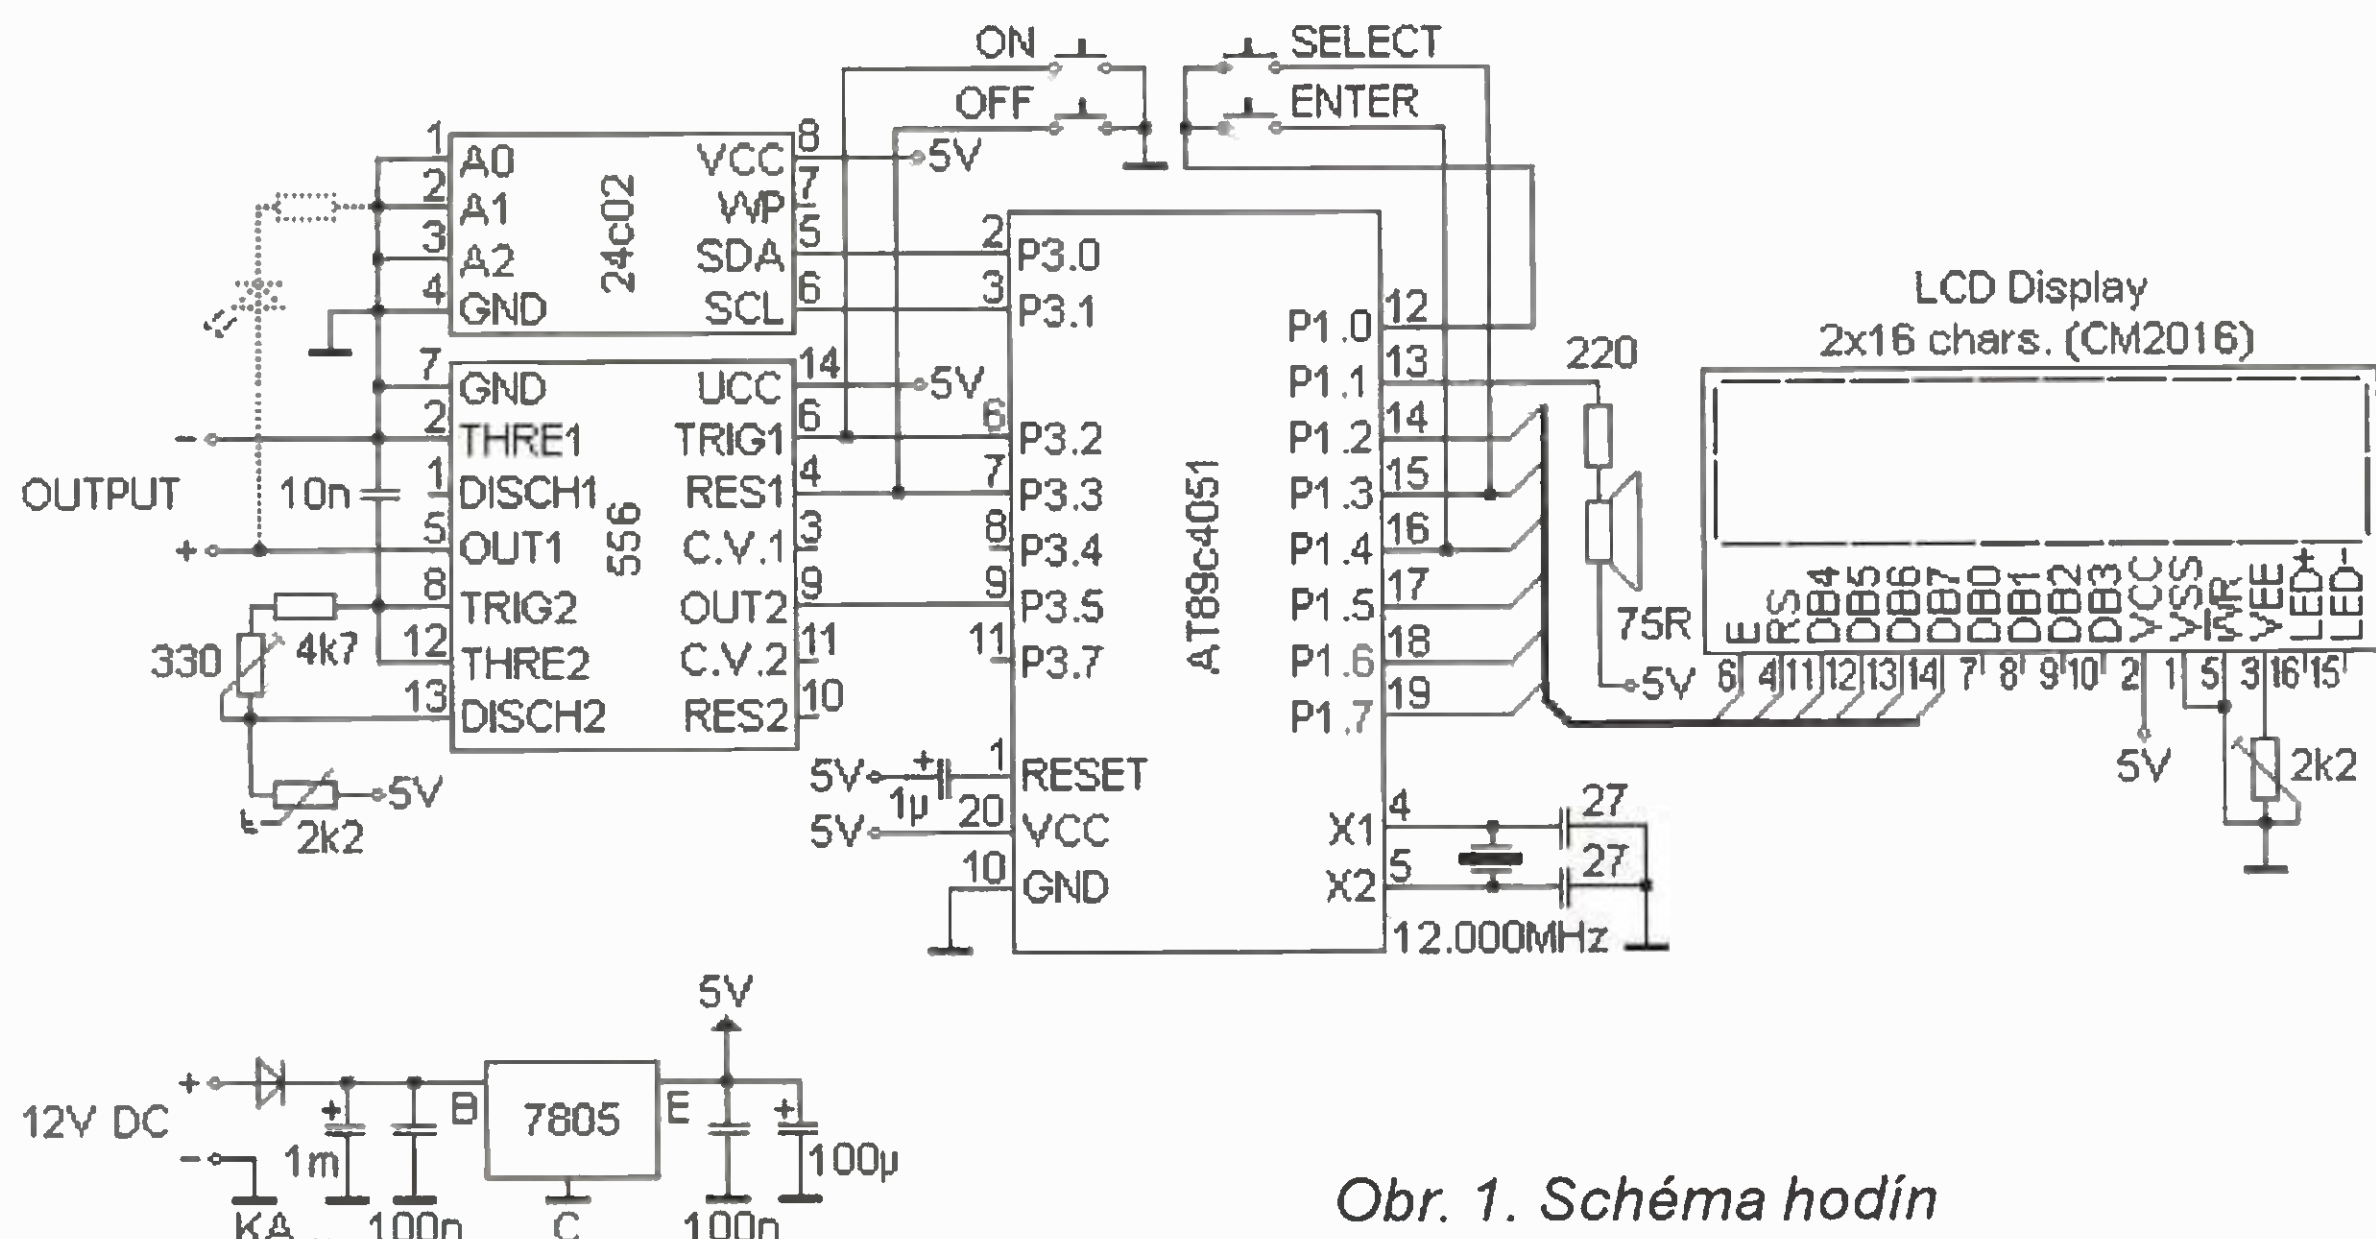 ON
OFF
SELECT
ENTER
1 A0 VCC 8 5V
2 A1 WP 7
3 A2 SDA 5
4 GND SCL 6
24c02
7 GND UCC 14 5V
2 THRE1 TRIG1 6
1 DISCH1 RES1 4
5 OUT1 C.V.1 3
8 TRIG2 OUT2 9
12 THRE2 C.V.2 11
13 DISCH2 RES2 10
556
-
OUTPUT
+
10n
330
4k7
5V
t
2k2
2 P3.0
3 P3.1
6 P3.2
7 P3.3
8 P3.4
9 P3.5
11 P3.7
5V + 1µ 1 RESET
5V 20 VCC
10 GND
AT89c4051
P1.0 12
P1.1 13
P1.2 14
P1.3 15
P1.4 16
P1.5 17
P1.6 18
P1.7 19
X1 4
X2 5
27
27
12.000MHz
220
75R
5V
LCD Display
2x16 chars. (CM2016)
E RS DB4 DB5 DB6 DB7 DB0 DB1 DB2 DB3 VCC VSS WR VEE LED+ LED-
6 4 11 12 13 14 7 8 9 10 2 1 5 3 16 15
5V
2k2
5V
+
12V DC
-
+
1m
B
7805
E
+
100µ
KA
100n
C
100n
Obr. 1. Schéma hodín